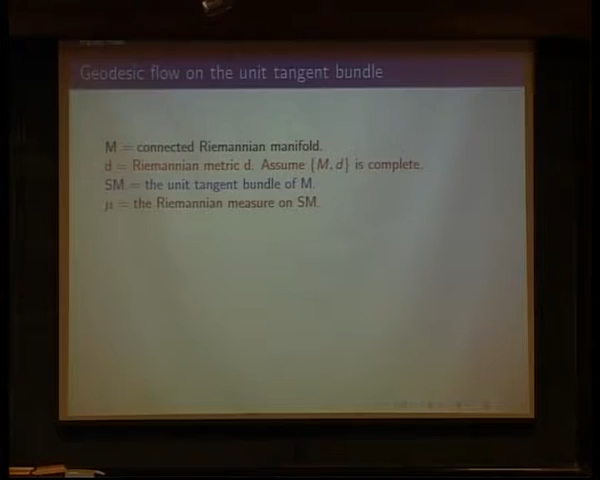 Geodesic flow on the unit tangent bundle
M = connected Riemannian manifold.
d = Riemannian metric d. Assume {M, d} is complete.
SM = the unit tangent bundle of M.
μ = the Riemannian measure on SM.